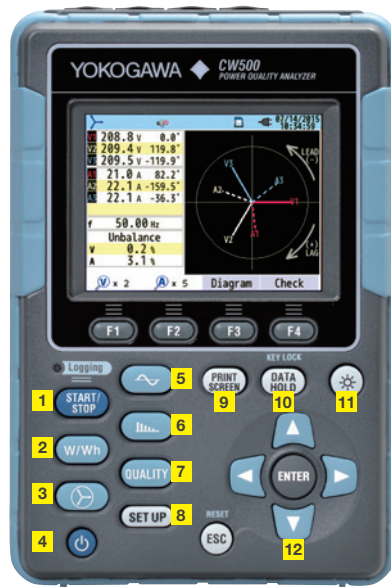 YOKOGAWA ◆ CW500
POWER QUALITY ANALYZER
02/14/2015
10:54:59
V1 208.8 V 0.0°
V2 209.4 V 119.8°
V3 209.5 V -119.9°
A1 21.0 A 82.2°
A2 22.1 A -159.5°
A3 22.1 A -36.3°
f 50.00 Hz
Unbalance
V 0.2 %
A 3.1 %
LEAD
(-)
V3
A3
A2
V1
V2
A1
(+)
LAG
V x 2
A x 5
Diagram
Check
F1
F2
F3
F4
Logging
KEY LOCK
1
START/
STOP
5
PRINT
SCREEN
9
DATA
HOLD
10
11
2
W/Wh
6
3
QUALITY
7
ENTER
4
SET UP
8
RESET
ESC
12